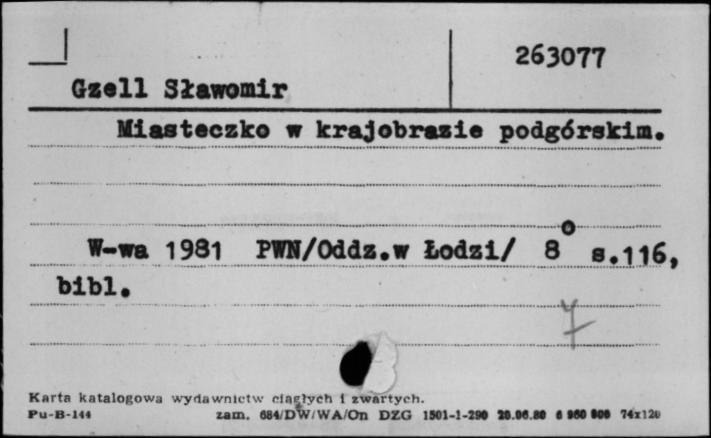 263077
Gzell Sławomir
Miasteczko w krajobrazie podgórskim.
W-wa 1981 PWN/Oddz.w Łodzi/ 8° s.116,
bibl.
7
Karta katalogowa wydawnictw ciągłych i zwartych.
Pu-B-144 zam. 684/DW/WA/On DZG 1501-1-290 20.06.80 6 960 000 74x120